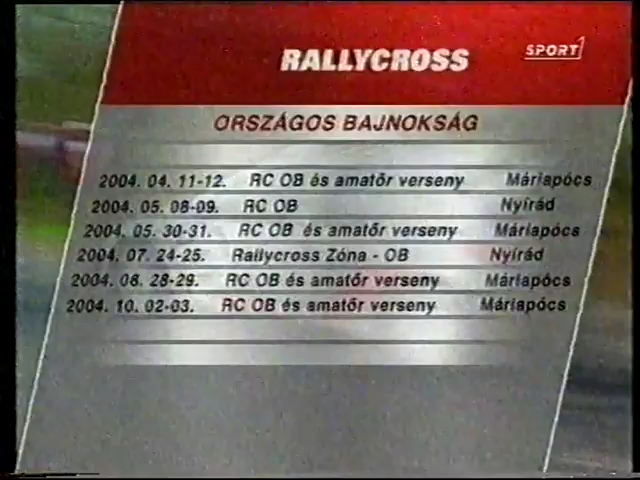 RALLYCROSS
SPORT1
ORSZÁGOS BAJNOKSÁG
2004. 04. 11-12. RC OB és amatőr verseny Máriapócs
2004. 05. 08-09. RC OB Nyírád
2004. 05. 30-31. RC OB és amatőr verseny Máriapócs
2004. 07. 24-25. Rallycross Zóna - OB Nyírád
2004. 08. 28-29. RC OB és amatőr verseny Máriapócs
2004. 10. 02-03. RC OB és amatőr verseny Máriapócs